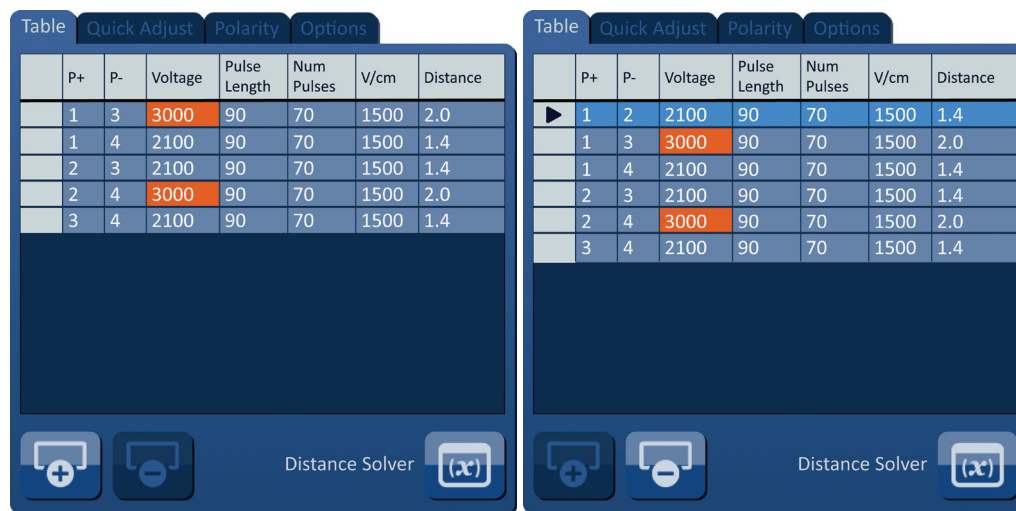 Table Quick Adjust Polarity Options
P+ P- Voltage Pulse Length Num Pulses V/cm Distance
1 3 3000 90 70 1500 2.0
1 4 2100 90 70 1500 1.4
2 3 2100 90 70 1500 1.4
2 4 3000 90 70 1500 2.0
3 4 2100 90 70 1500 1.4
Distance Solver (x)
Table Quick Adjust Polarity Options
P+ P- Voltage Pulse Length Num Pulses V/cm Distance
1 2 2100 90 70 1500 1.4
1 3 3000 90 70 1500 2.0
1 4 2100 90 70 1500 1.4
2 3 2100 90 70 1500 1.4
2 4 3000 90 70 1500 2.0
3 4 2100 90 70 1500 1.4
Distance Solver (x)